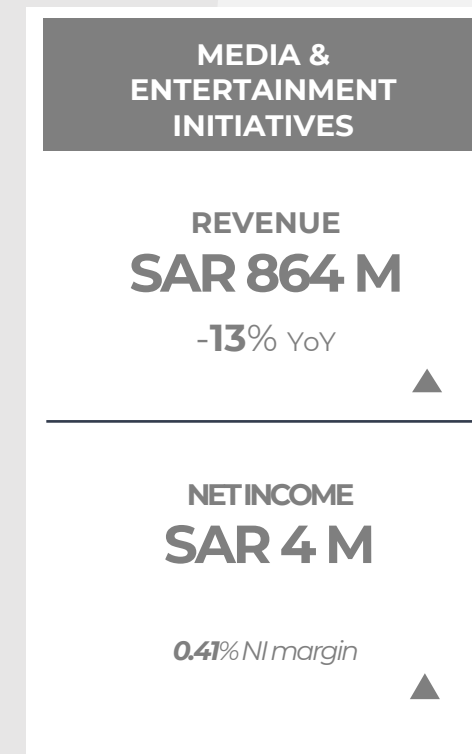 MEDIA &
ENTERTAINMENT
INITIATIVES
REVENUE
SAR 864 M
-13% YoY
NET INCOME
SAR 4 M
0.41% NI margin